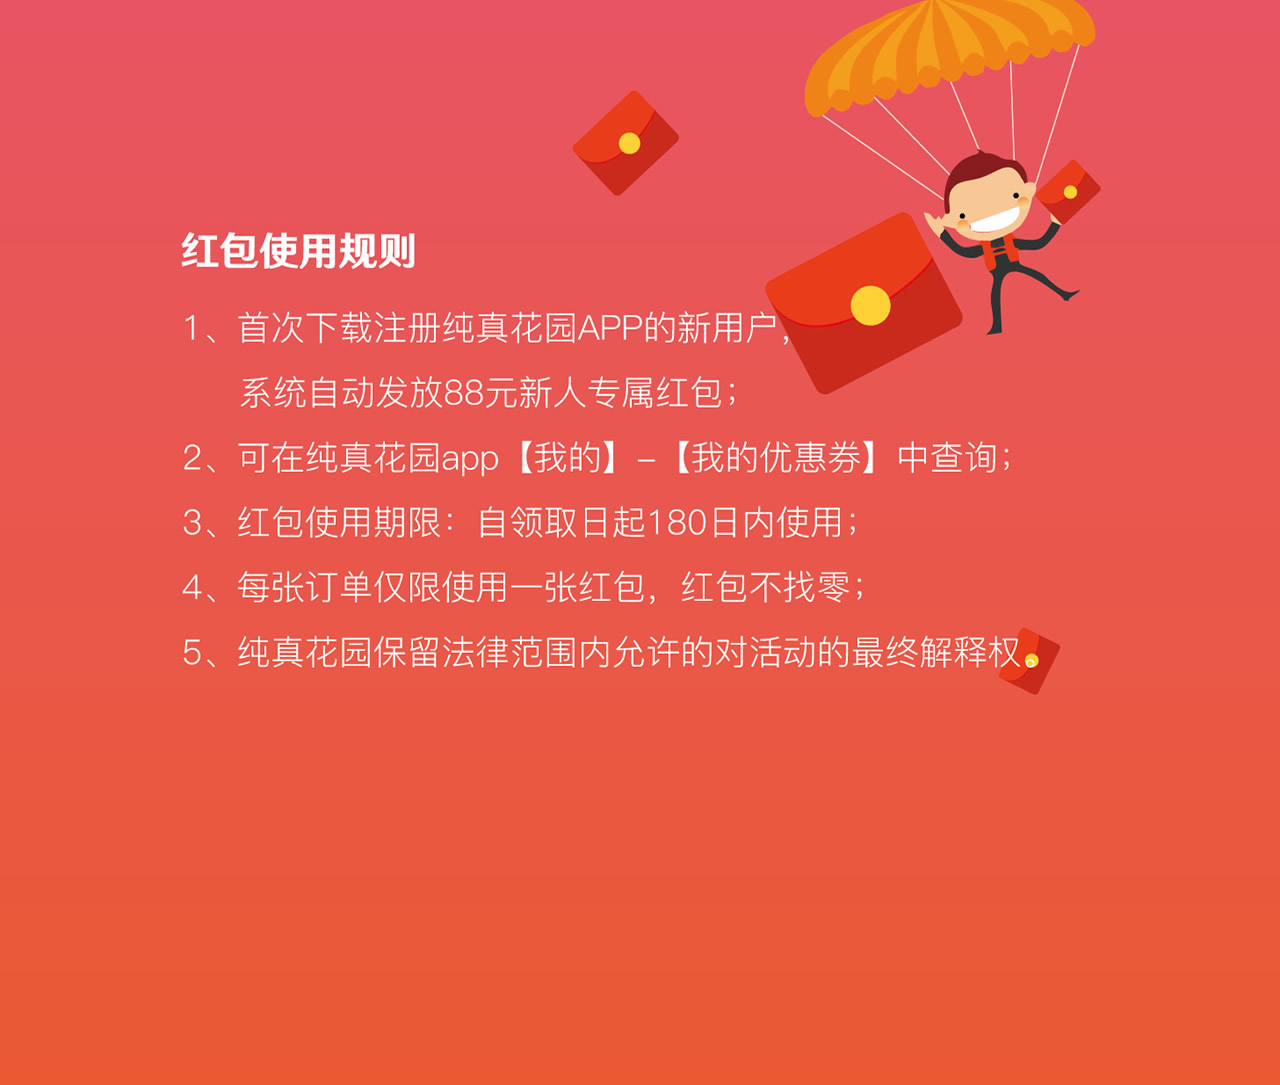 红包使用规则
1、首次下载注册纯真花园APP的新用户，
系统自动发放88元新人专属红包；
2、可在纯真花园app【我的】-【我的优惠券】中查询；
3、红包使用期限：自领取日起180日内使用；
4、每张订单仅限使用一张红包，红包不找零；
5、纯真花园保留法律范围内允许的对活动的最终解释权。